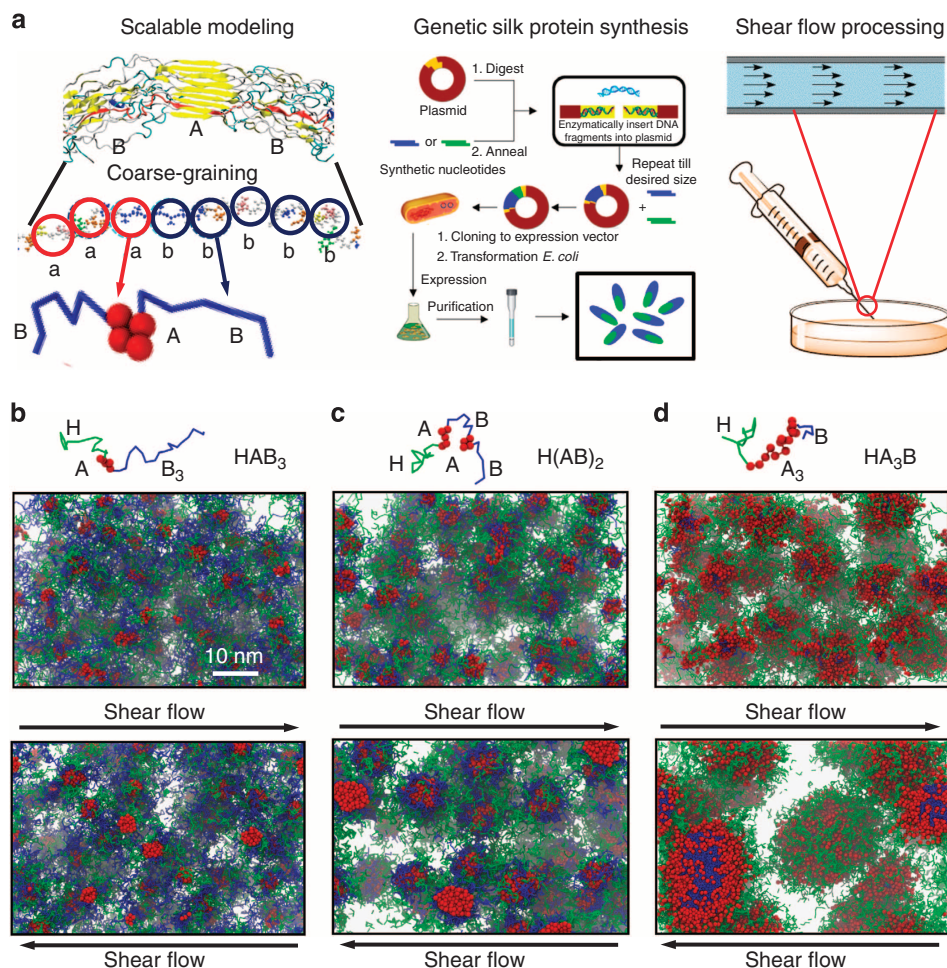 a
Scalable modeling
Genetic silk protein synthesis
Shear flow processing
B
A
B
Coarse-graining
a
a
a
b
b
b
b
b
B
A
B
1. Digest
Plasmid
or
2. Anneal
Synthetic nucleotides
Enzymatically insert DNA
fragments into plasmid
Repeat till
desired size
+
1. Cloning to expression vector
2. Transformation E. coli
Expression
Purification
b
H
A
B3
HAB3
c
A
B
H
A
B
H(AB)2
d
H
B
A3
HA3B
10 nm
Shear flow
Shear flow
Shear flow
Shear flow
Shear flow
Shear flow